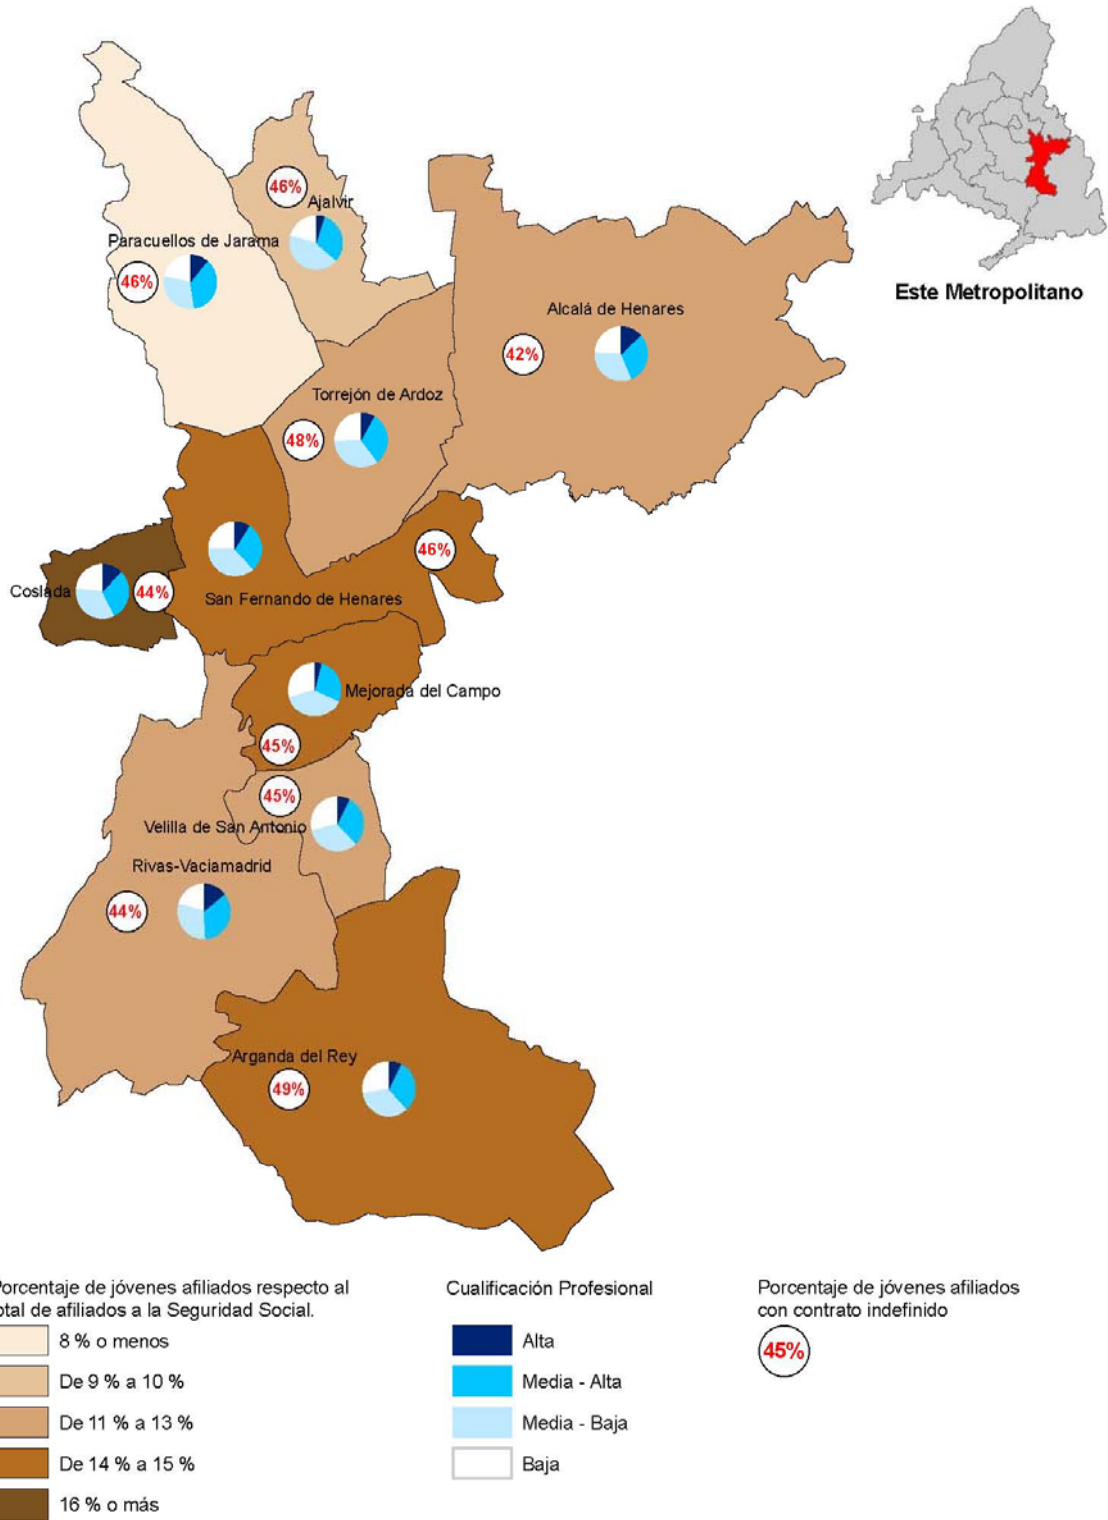 46%
Ajalvir
Paracuellos de Jarama
46%
Este Metropolitano
Alcalá de Henares
42%
Torrejón de Ardoz
48%
46%
Coslada
44%
San Fernando de Henares
Mejorada del Campo
45%
45%
Velilla de San Antonio
Rivas-Vaciamadrid
44%
Arganda del Rey
49%
Porcentaje de jóvenes afiliados respecto al
total de afiliados a la Seguridad Social.
8 % o menos
De 9 % a 10 %
De 11 % a 13 %
De 14 % a 15 %
16 % o más
Cualificación Profesional
Alta
Media - Alta
Media - Baja
Baja
Porcentaje de jóvenes afiliados
con contrato indefinido
45%